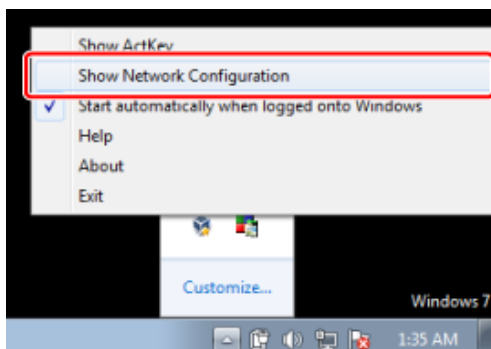 Show ActKey
Show Network Configuration
Start automatically when logged onto Windows
Help
About
Exit
Customize...
Windows 7
1:35 AM